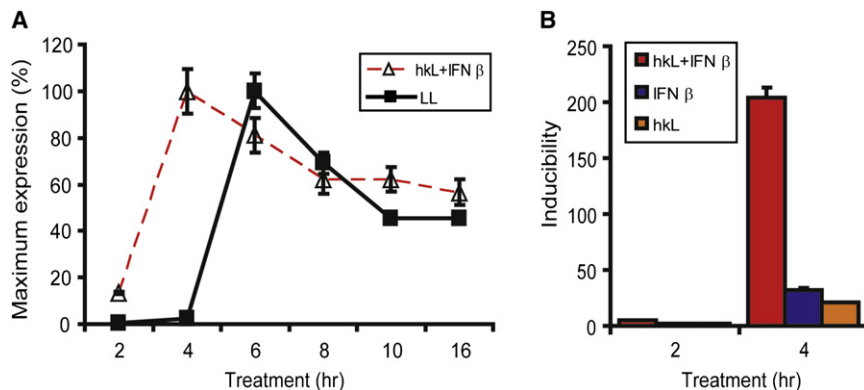 A
Maximum expression (%)
120
100
80
60
40
20
0
2 4 6 8 10 16
Treatment (hr)
hkL+IFN β
LL
B
Inducibility
250
200
150
100
50
0
2 4
Treatment (hr)
hkL+IFN β
IFN β
hkL